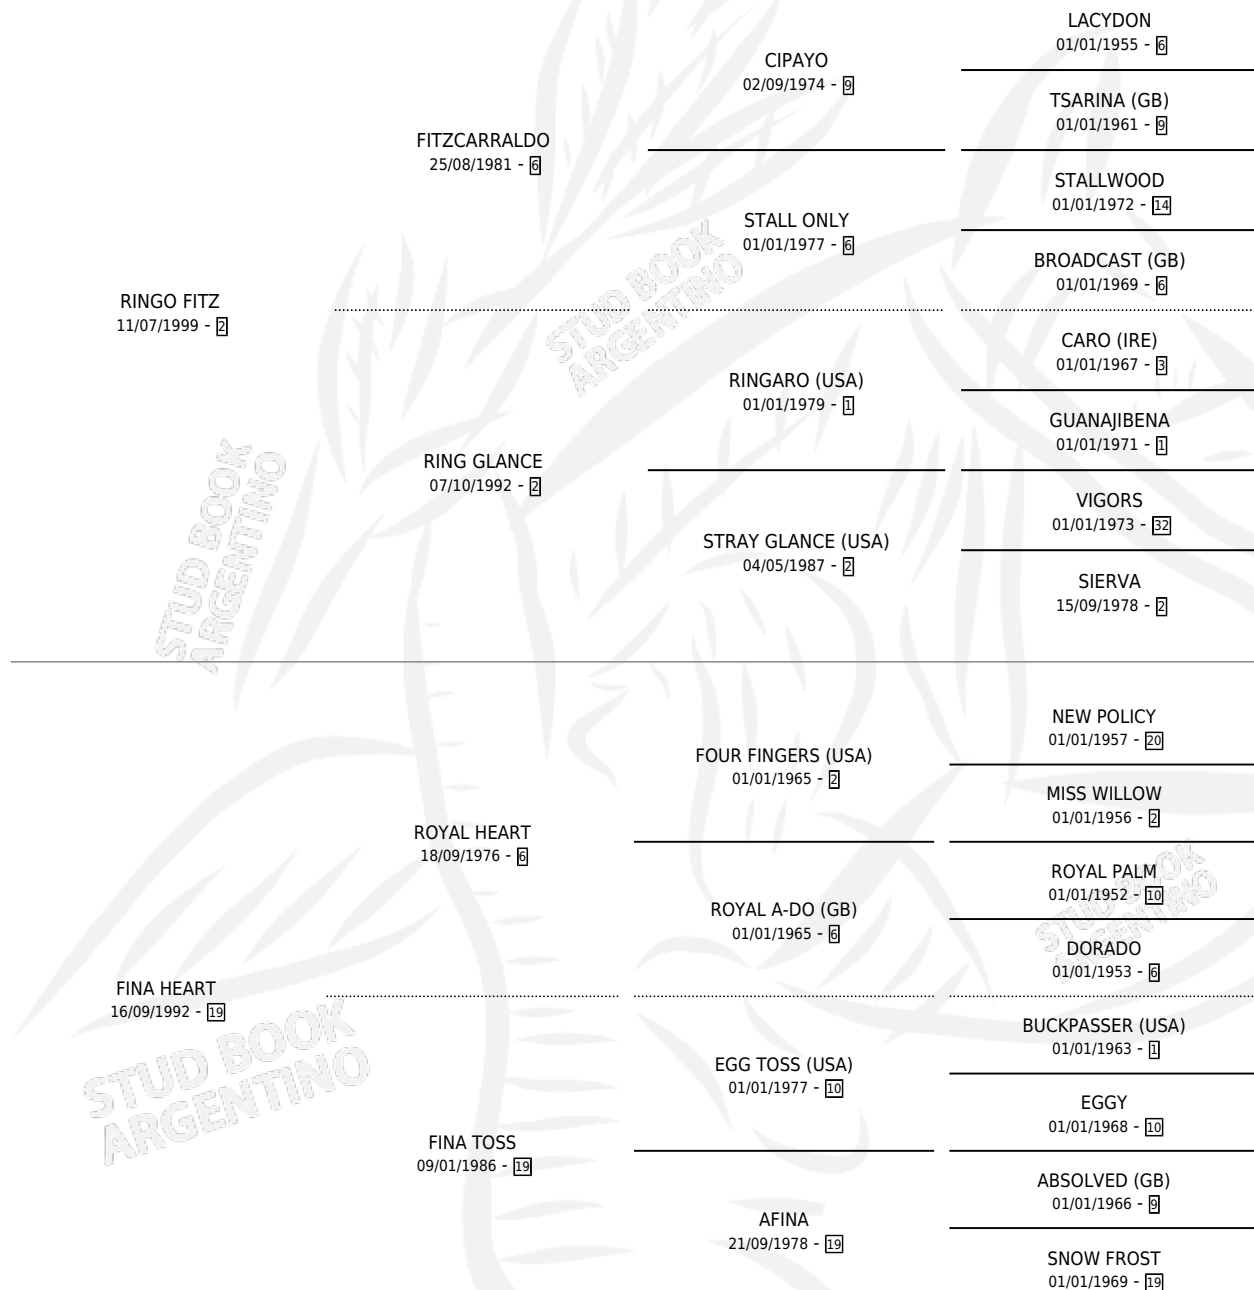 LACYDON
01/01/1955 - 6
CIPAYO
02/09/1974 - 9
TSARINA (GB)
01/01/1961 - 9
FITZCARRALDO
25/08/1981 - 6
STALLWOOD
01/01/1972 - 14
STALL ONLY
01/01/1977 - 6
BROADCAST (GB)
01/01/1969 - 6
RINGO FITZ
11/07/1999 - 2
STUD BOOK
ARGENTINO
CARO (IRE)
01/01/1967 - 3
RINGARO (USA)
01/01/1979 - 1
GUANAJIBENA
01/01/1971 - 1
RING GLANCE
07/10/1992 - 2
VIGORS
01/01/1973 - 32
STRAY GLANCE (USA)
04/05/1987 - 2
SIERVA
15/09/1978 - 2
STUD BOOK
ARGENTINO
NEW POLICY
01/01/1957 - 20
FOUR FINGERS (USA)
01/01/1965 - 2
MISS WILLOW
01/01/1956 - 2
ROYAL HEART
18/09/1976 - 6
ROYAL PALM
01/01/1952 - 10
ROYAL A-DO (GB)
01/01/1965 - 6
STUD BOOK
ARGENTINO
DORADO
01/01/1953 - 6
FINA HEART
16/09/1992 - 19
STUD BOOK
ARGENTINO
BUCKPASSER (USA)
01/01/1963 - 1
EGG TOSS (USA)
01/01/1977 - 10
EGGY
01/01/1968 - 10
FINA TOSS
09/01/1986 - 19
ABSOLVED (GB)
01/01/1966 - 9
AFINA
21/09/1978 - 19
SNOW FROST
01/01/1969 - 19